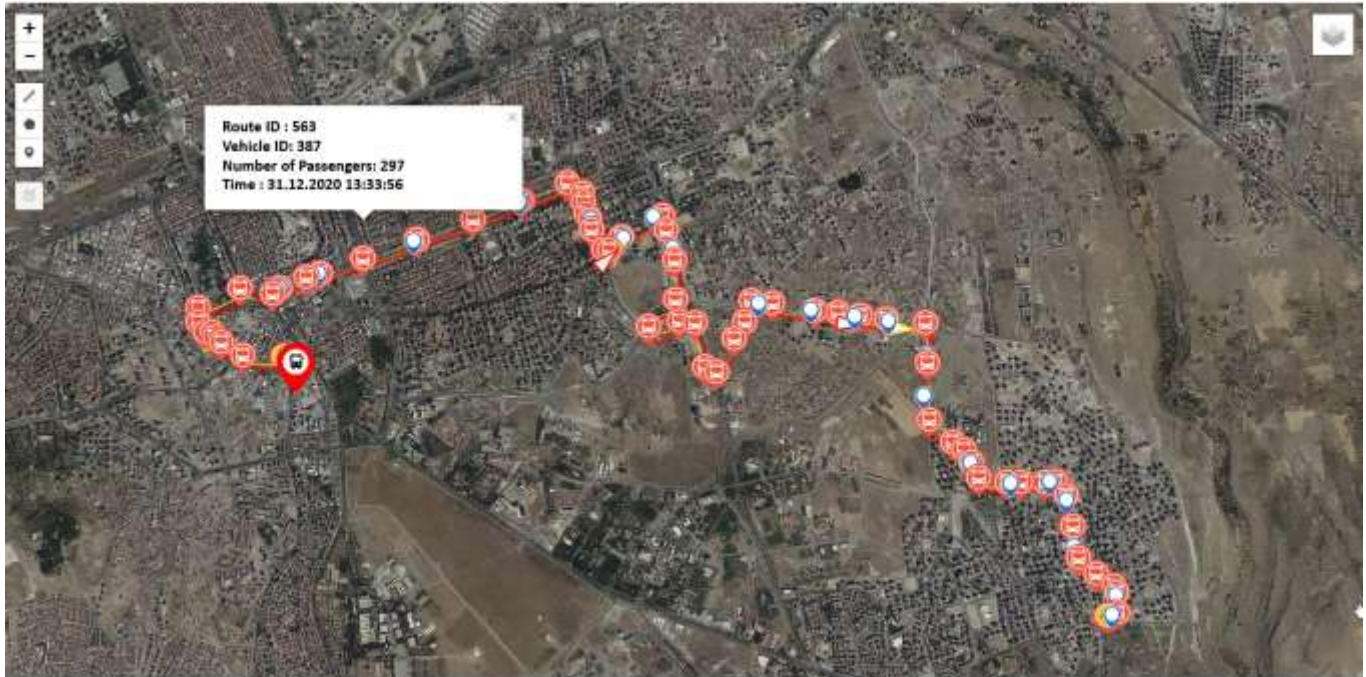 +
−
Route ID : 563
Vehicle ID: 387
Number of Passengers: 297
Time : 31.12.2020 13:33:56
×